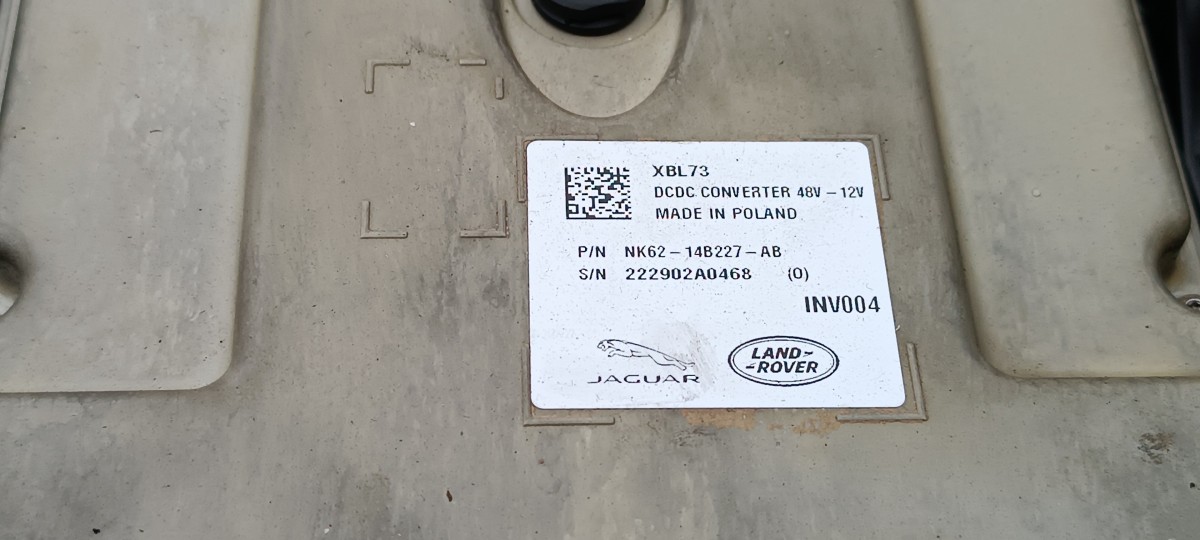 XBL73
DCDC CONVERTER 48V - 12V
MADE IN POLAND
P/N NK62-14B227-AB
S/N 222902A0468 (0)
INV004
JAGUAR
LAND-
-ROVER